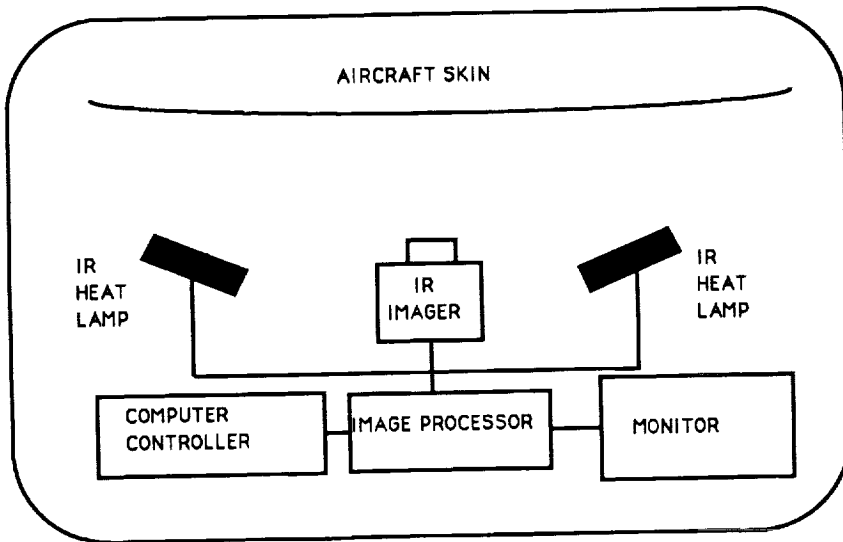 AIRCRAFT SKIN
IR
HEAT
LAMP
IR
IMAGER
IR
HEAT
LAMP
COMPUTER
CONTROLLER
IMAGE PROCESSOR
MONITOR